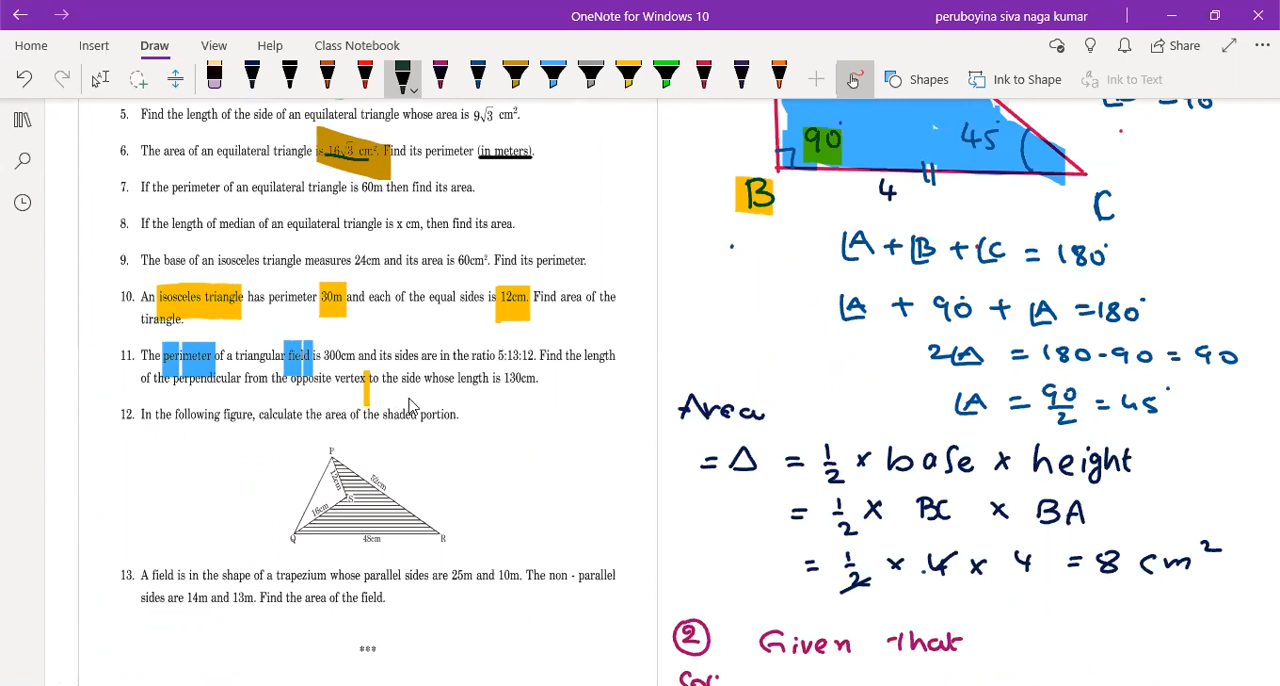 OneNote for Windows 10
peruboyina siva naga kumar
Home Insert Draw View Help Class Notebook
Share
Shapes
Ink to Shape
Ink to Text
5. Find the length of the side of an equilateral triangle whose area is 9√3 cm².
6. The area of an equilateral triangle is 16√3 cm². Find its perimeter (in meters).
7. If the perimeter of an equilateral triangle is 60m then find its area.
8. If the length of median of an equilateral triangle is x cm, then find its area.
9. The base of an isosceles triangle measures 24cm and its area is 60cm². Find its perimeter.
10. An isosceles triangle has perimeter 30m and each of the equal sides is 12cm. Find area of the
tirangle.
11. The perimeter of a triangular field is 300cm and its sides are in the ratio 5:13:12. Find the length
of the perpendicular from the opposite vertex to the side whose length is 130cm.
12. In the following figure, calculate the area of the shaded portion.
P
12cm
52cm
S
16cm
Q
48cm
R
13. A field is in the shape of a trapezium whose parallel sides are 25m and 10m. The non - parallel
sides are 14m and 13m. Find the area of the field.
***
90°
45°
B
4
C
∠A + ∠B + ∠C = 180°
∠A + 90° + ∠A = 180°
2∠A = 180 - 90 = 90
∠A = 90/2 = 45°
Area
= Δ = 1/2 × base × height
= 1/2 × BC × BA
= 1/2 × 4 × 4 = 8 cm²
② Given That